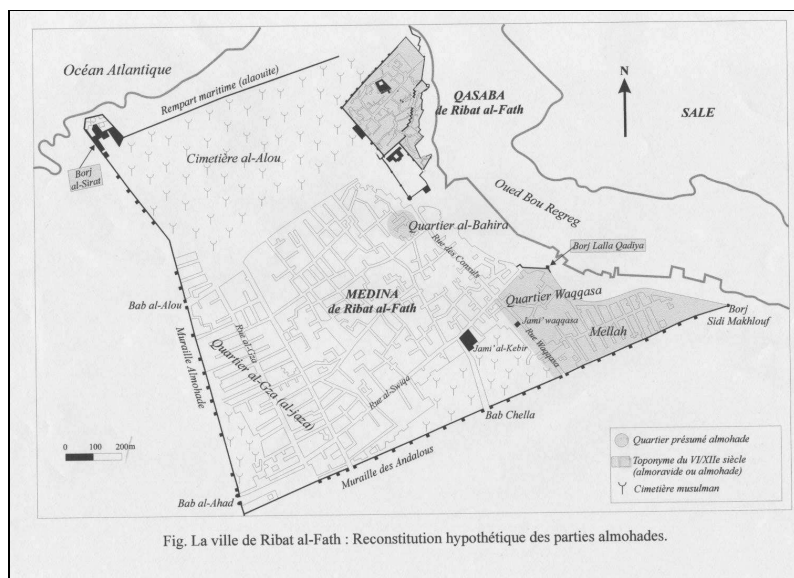 Océan Atlantique
Rempart maritime (alaouite)
QASABA
de Ribat al-Fath
N
SALE
Cimetière al-Alou
Borj
al-Sirat
Oued Bou Regreg
Quartier al-Bahira
Rue des Consuls
Borj Lalla Qadiya
Bab al-Alou
MEDINA
de Ribat al-Fath
Quartier Waqqasa
Borj
Sidi Makhlouf
Jami' waqqasa
Mellah
Rue al-Gza
Jami' al-Kebir
Rue Waqqasa
Muraille Almohade
Quartier al-Gza (al-jaza)
Rue al-Swiqa
Bab Chella
0 100 200m
Muraille des Andalous
Bab al-Ahad
Quartier présumé almohade
Toponyme du VI/XIIe siècle
(almoravide ou almohade)
Cimetière musulman
Fig. La ville de Ribat al-Fath : Reconstitution hypothétique des parties almohades.